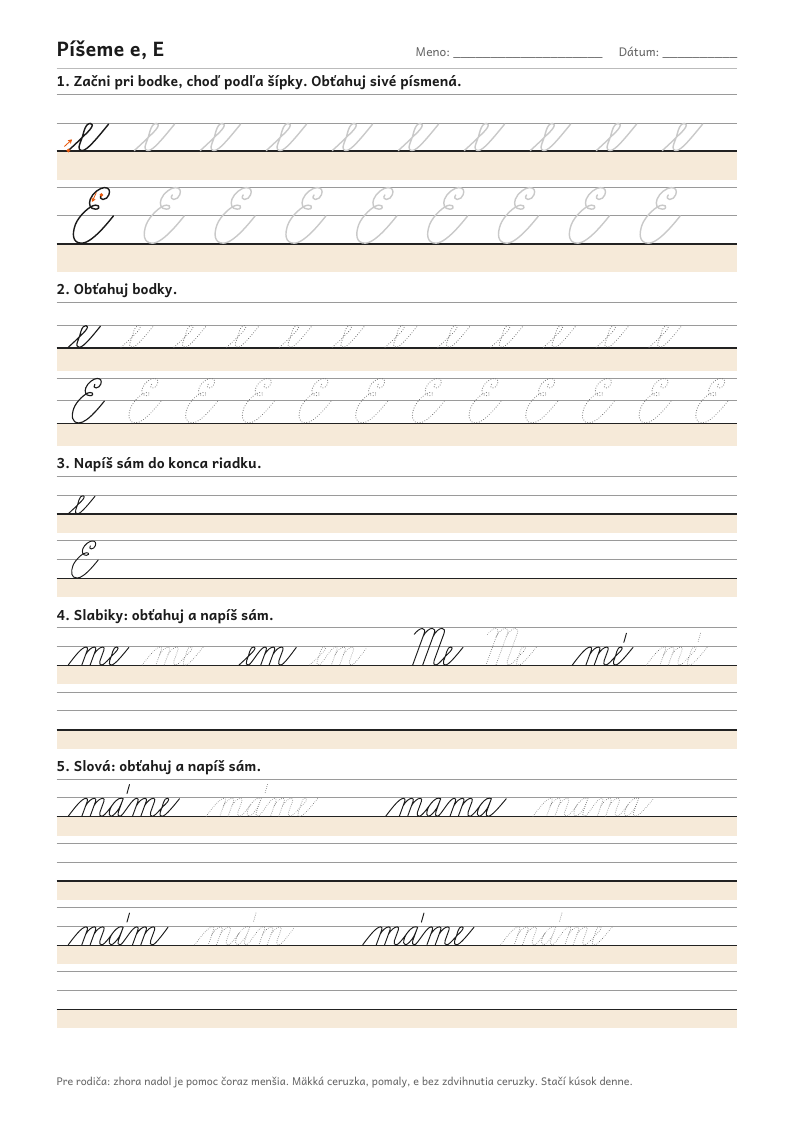 Píšeme e, E
Meno: ____________________ Dátum: __________
1. Začni pri bodke, choď podľa šípky. Obťahuj sivé písmená.
e e e e e e e e e e
E E E E E E E E E
2. Obťahuj bodky.
e e e e e e e e e e e e
E E E E E E E E E E E E
3. Napíš sám do konca riadku.
e
E
4. Slabiky: obťahuj a napíš sám.
me me em em Me Me mé mé
5. Slová: obťahuj a napíš sám.
máme máme mama mama
mám mám máme máme
Pre rodiča: zhora nadol je pomoc čoraz menšia. Mäkká ceruzka, pomaly, e bez zdvihnutia ceruzky. Stačí kúsok denne.